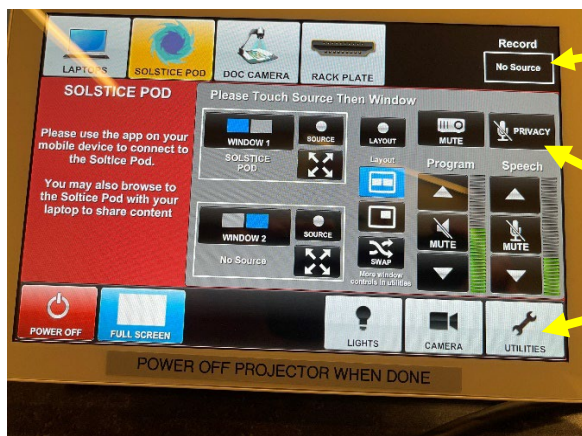 Record
No Source
LAPTOPS
SOLSTICE POD
DOC CAMERA
RACK PLATE
SOLSTICE POD
Please use the app on your
mobile device to connect to
the Soltice Pod.
You may also browse to
the Soltice Pod with your
laptop to share content
Please Touch Source Then Window
WINDOW 1
SOURCE
SOLSTICE
POD
WINDOW 2
SOURCE
No Source
LAYOUT
Layout
SWAP
More window
controls in utilities
MUTE
PRIVACY
Program
Speech
MUTE
MUTE
POWER OFF
FULL SCREEN
LIGHTS
CAMERA
UTILITIES
POWER OFF PROJECTOR WHEN DONE